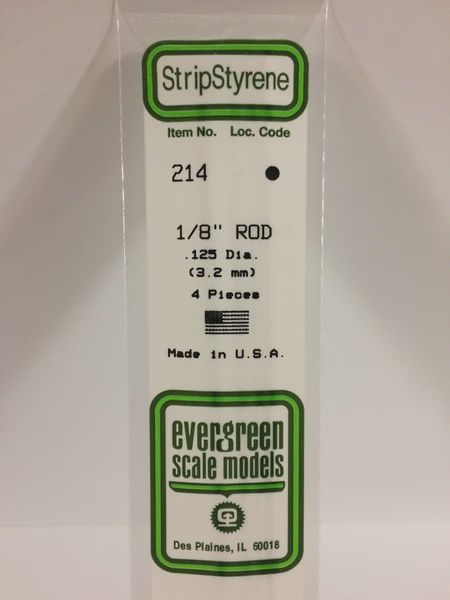 StripStyrene
Item No. Loc. Code
214
1/8" ROD
.125 Dia.
(3.2 mm)
4 Pieces
Made in U.S.A.
evergreen
scale models
Des Plaines, IL 60018